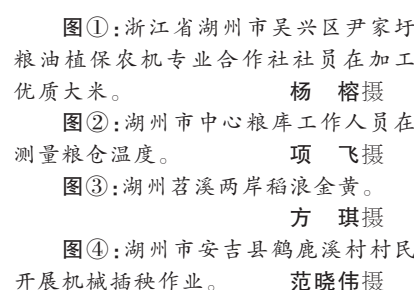 图①：浙江省湖州市吴兴区尹家圩
粮油植保农机专业合作社社员在加工
优质大米。 杨 榕摄
图②：湖州市中心粮库工作人员在
测量粮仓温度。 项 飞摄
图③：湖州苕溪两岸稻浪金黄。
方 琪摄
图④：湖州市安吉县鹤鹿溪村村民
开展机械插秧作业。 范晓伟摄